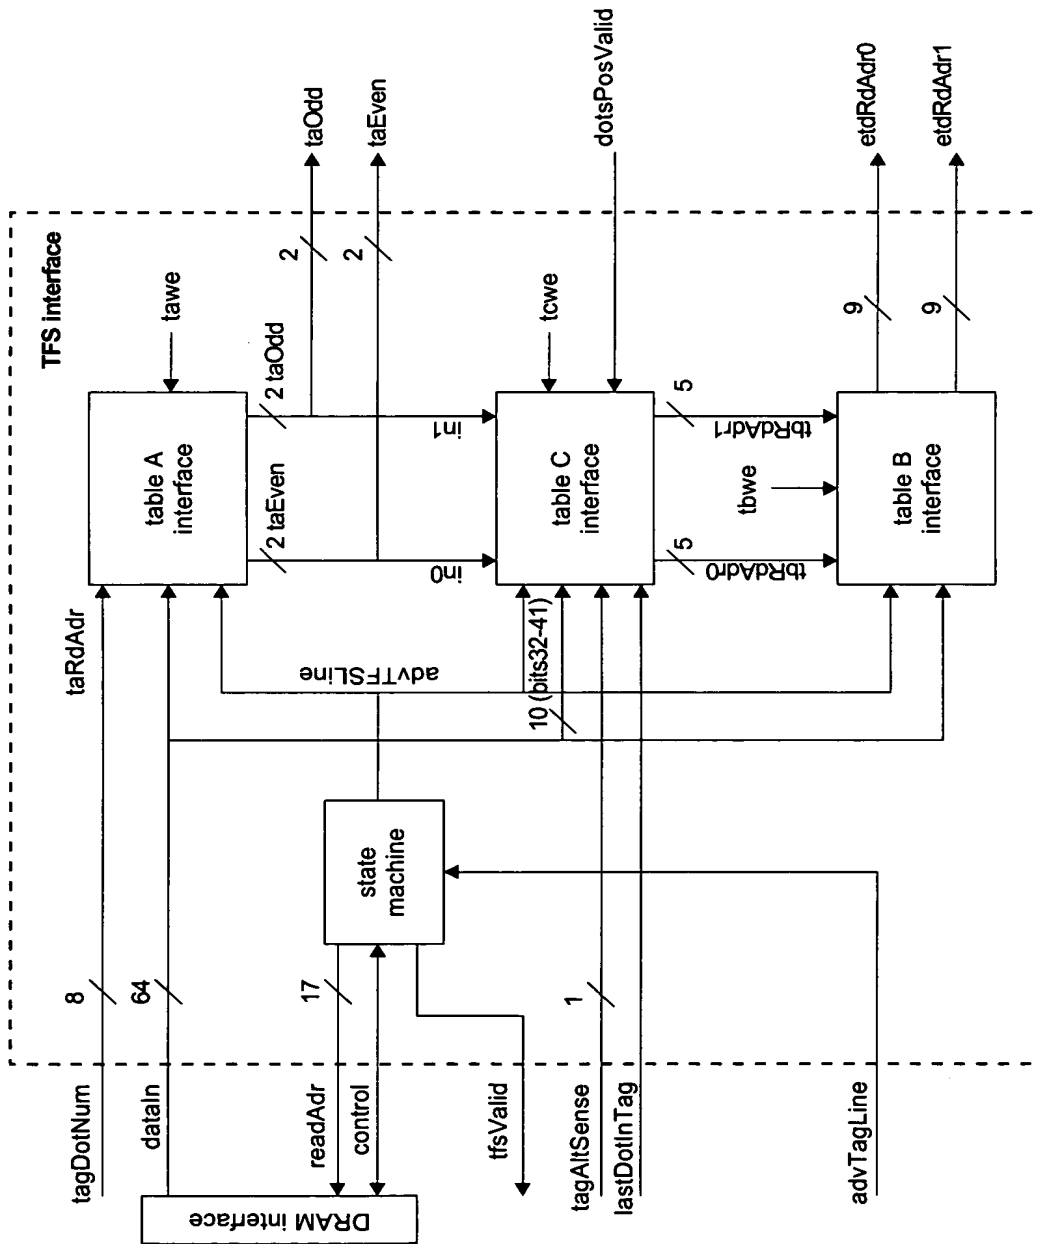 TFS interface
tagDotNum
8
taRdAdr
table A
interface
tawe
dataIn
64
2 taEven
2 taOdd
2
taOdd
2
taEven
advTFSLine
DRAM interface
readAdr
17
control
state
machine
tfsValid
in0
in1
10 (bits32-41)
table C
interface
tcwe
dotsPosValid
tagAltSense
1
lastDotInTag
5
tbRdAdr0
5
tbRdAdr1
tbwe
advTagLine
table B
interface
9
etdRdAdr0
9
etdRdAdr1